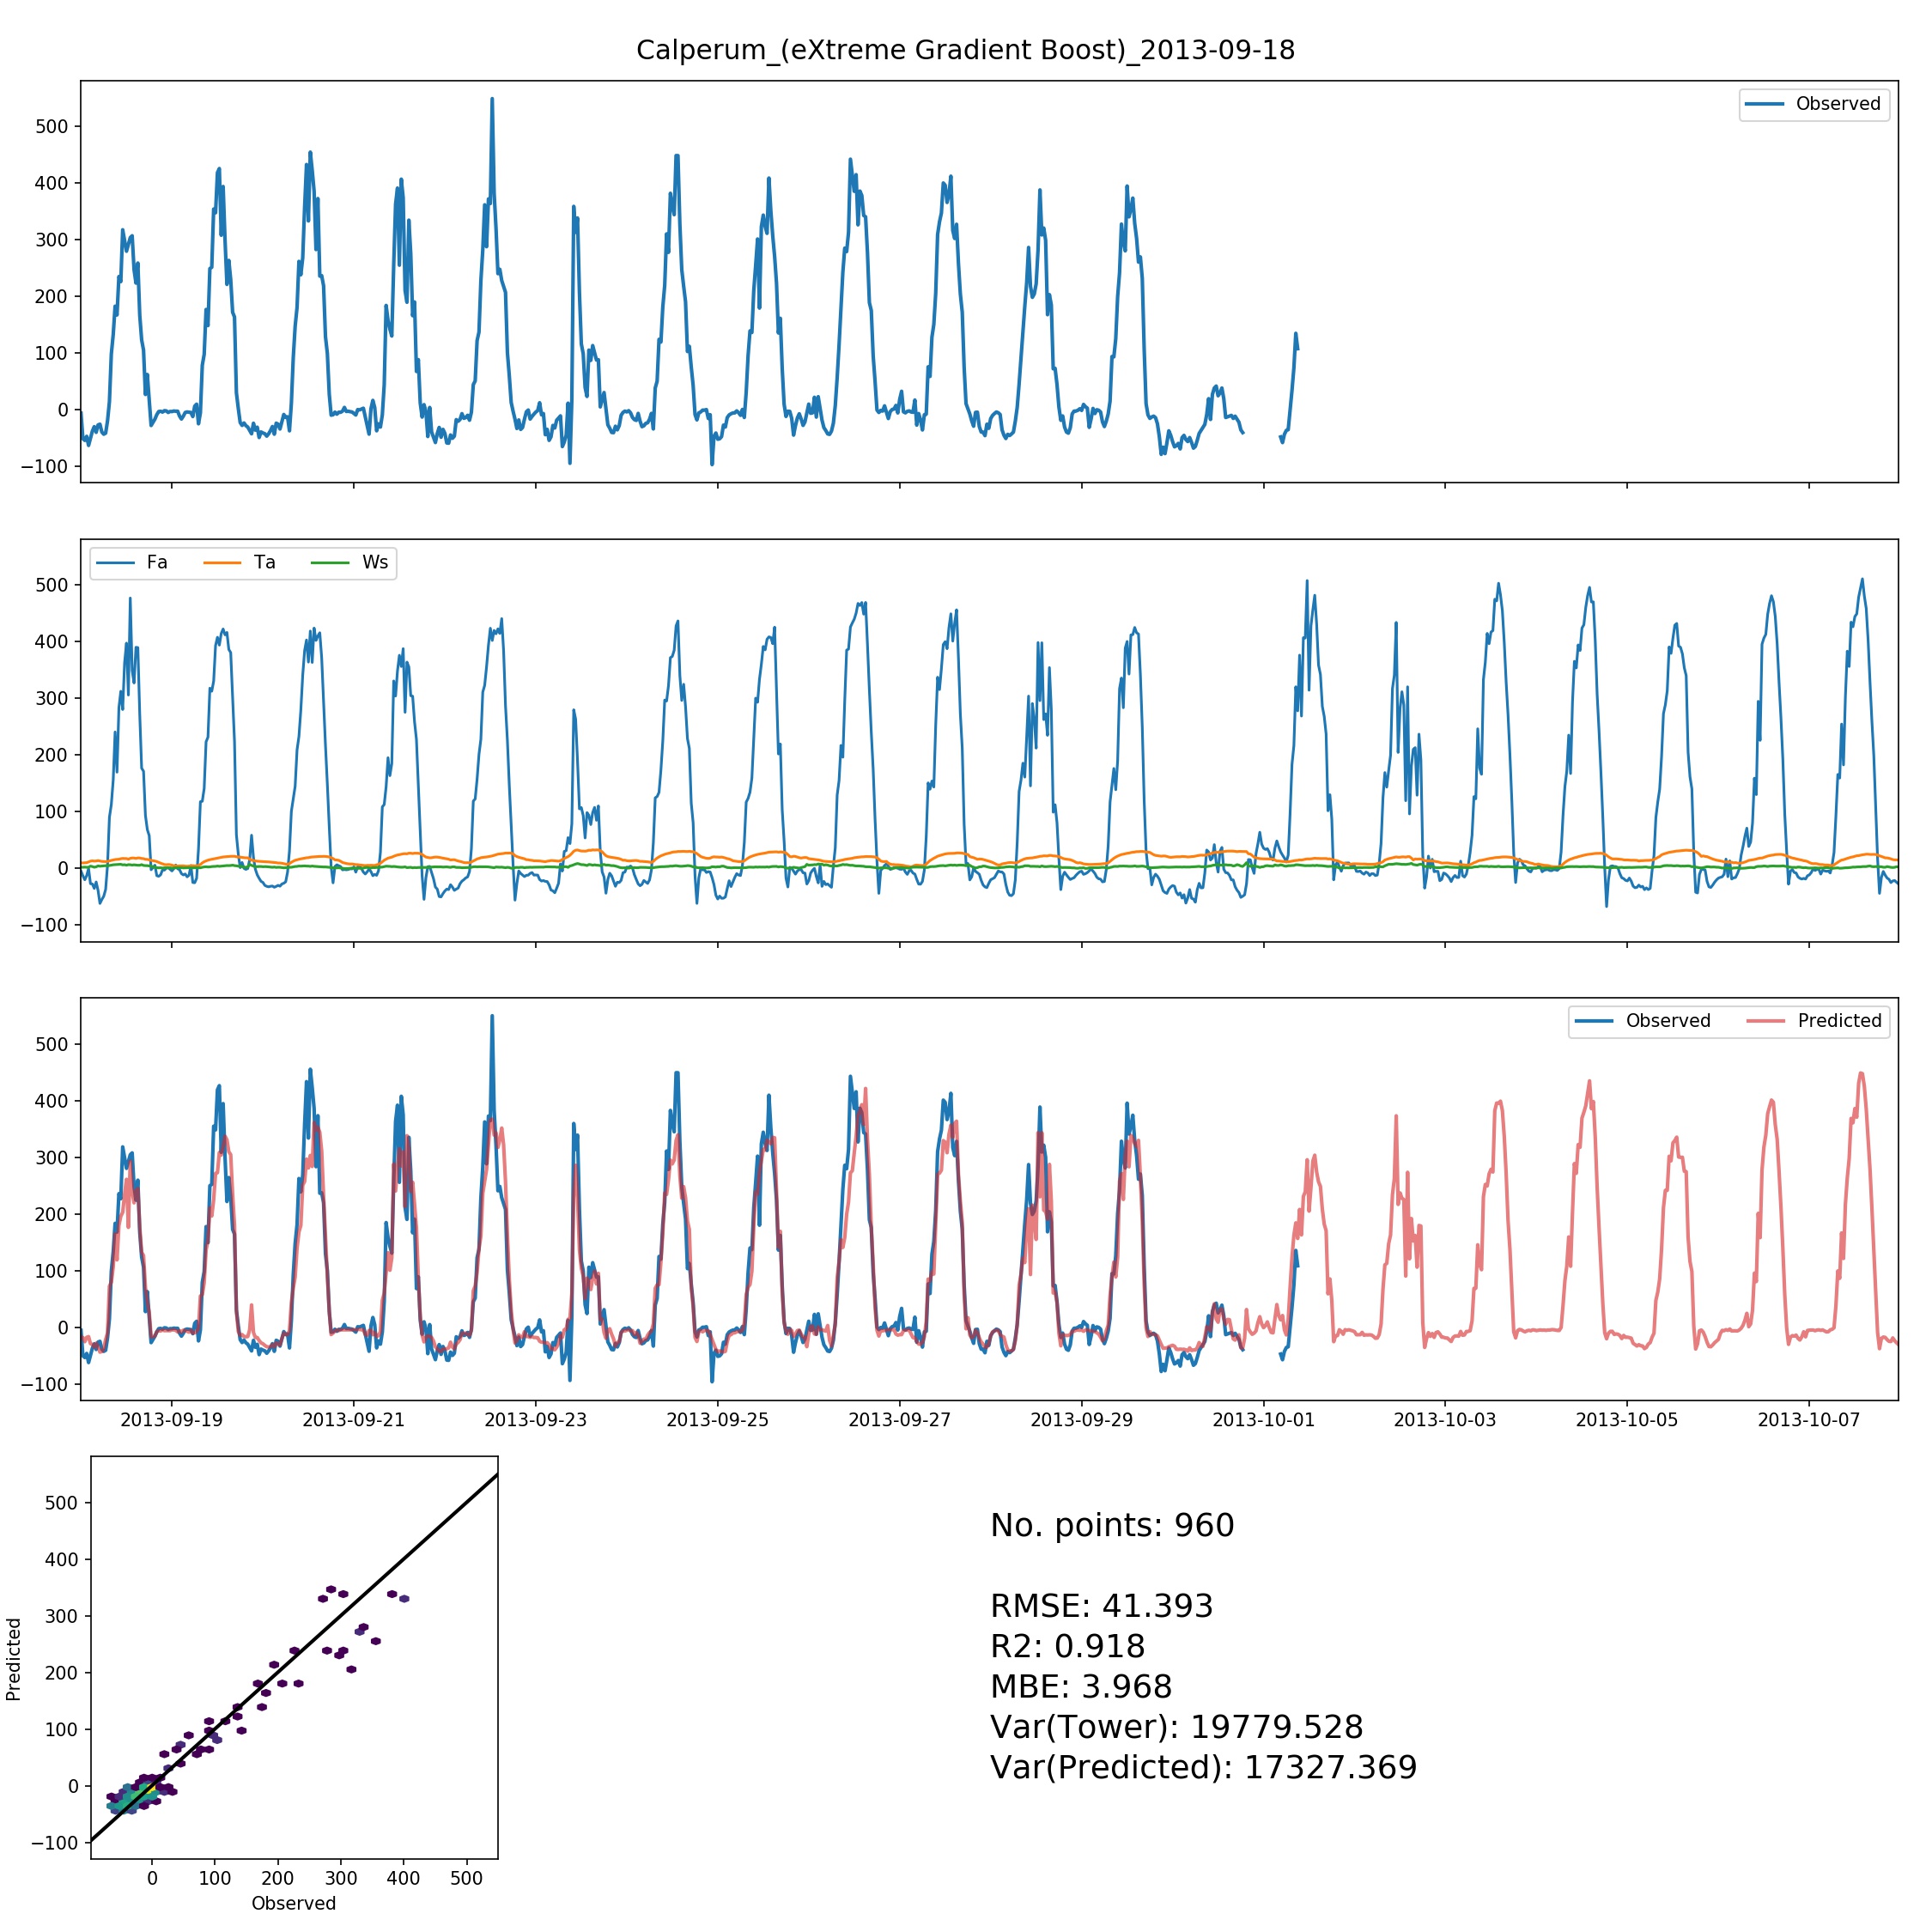 Calperum_(eXtreme Gradient Boost)_2013-09-18
Observed
500
400
300
200
100
0
−100
Fa Ta Ws
500
400
300
200
100
0
−100
Observed Predicted
500
400
300
200
100
0
−100
2013-09-19 2013-09-21 2013-09-23 2013-09-25 2013-09-27 2013-09-29 2013-10-01 2013-10-03 2013-10-05 2013-10-07
Predicted
500
400
300
200
100
0
−100
0 100 200 300 400 500
Observed
No. points: 960
RMSE: 41.393
R2: 0.918
MBE: 3.968
Var(Tower): 19779.528
Var(Predicted): 17327.369